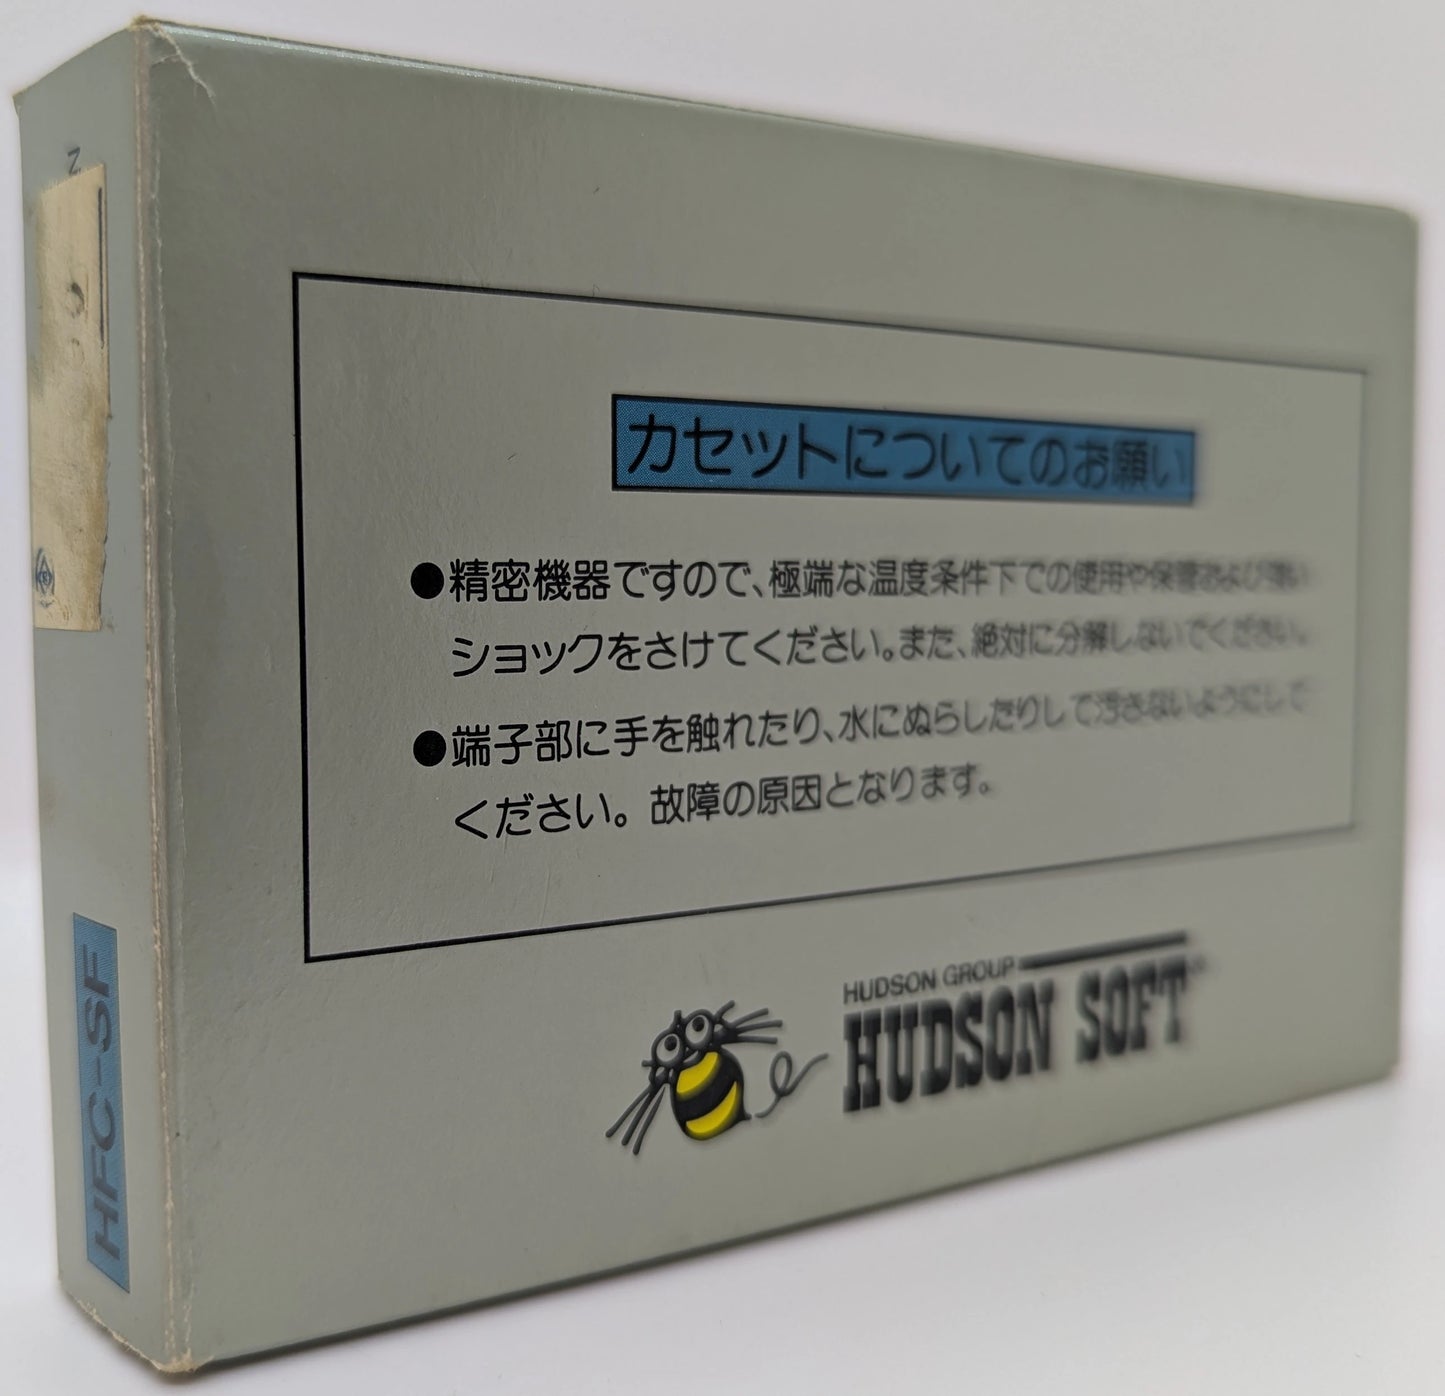 カセットについてのお願い
●精密機器ですので、極端な温度条件下での使用や保管および強い
ショックをさけてください。また、絶対に分解しないでください。
●端子部に手を触れたり、水にぬらしたりして汚さないようにして
ください。故障の原因となります。
HUDSON GROUP
HUDSON SOFT
HFC-SF